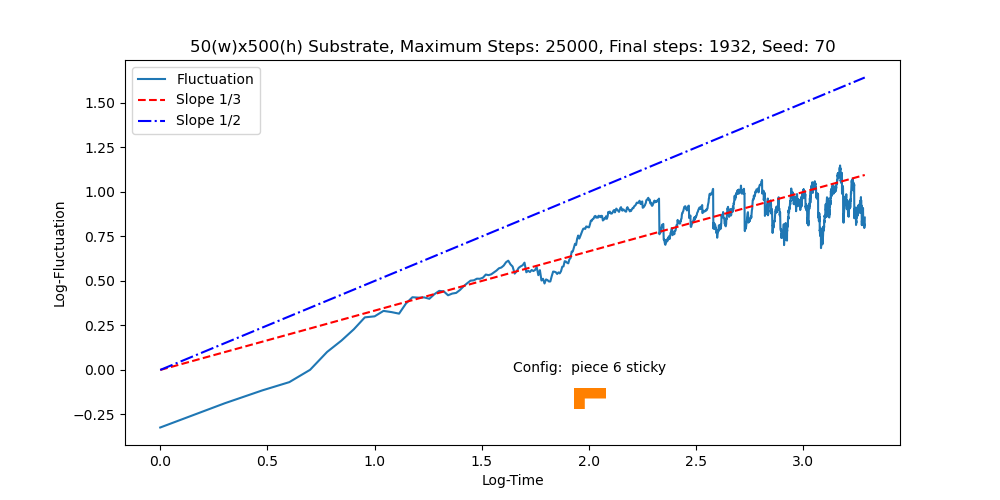 50(w)x500(h) Substrate, Maximum Steps: 25000, Final steps: 1932, Seed: 70
Fluctuation
Slope 1/3
Slope 1/2
1.50
1.25
1.00
0.75
0.50
0.25
0.00
−0.25
Log-Fluctuation
Config:  piece 6 sticky
0.0
0.5
1.0
1.5
2.0
2.5
3.0
Log-Time